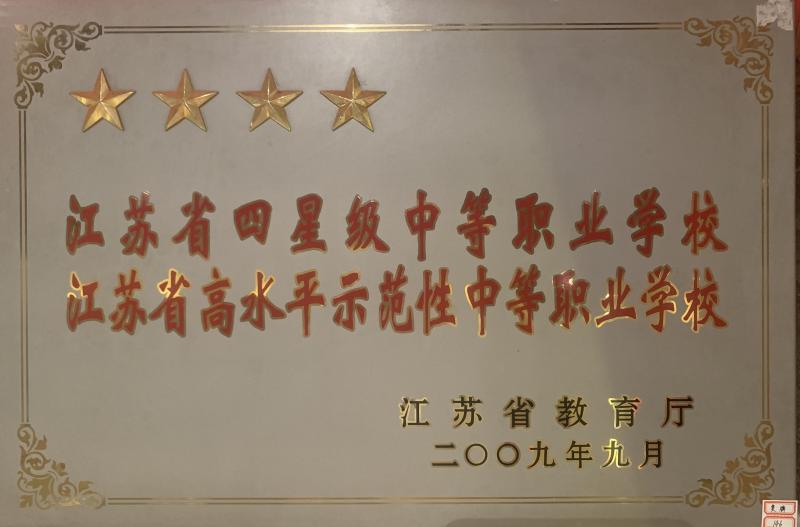 江苏省四星级中等职业学校
江苏省高水平示范性中等职业学校
江苏省教育厅
二〇〇九年九月